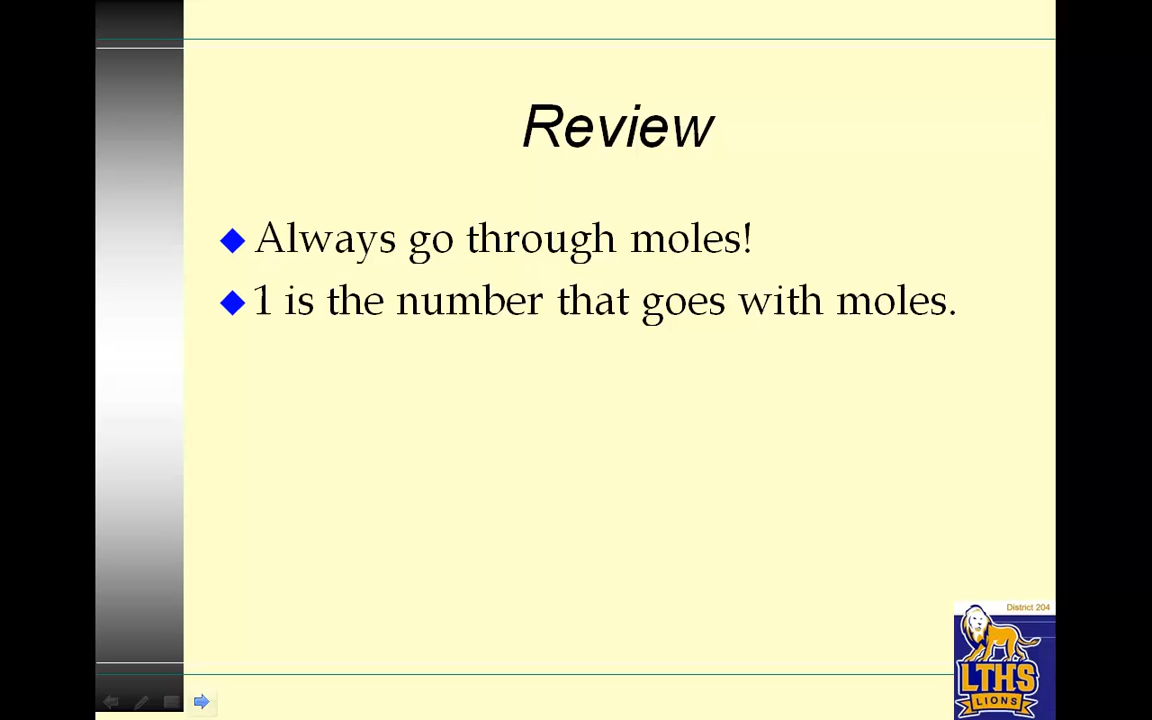 Review
Always go through moles!
1 is the number that goes with moles.
District 204
LTHS
LIONS